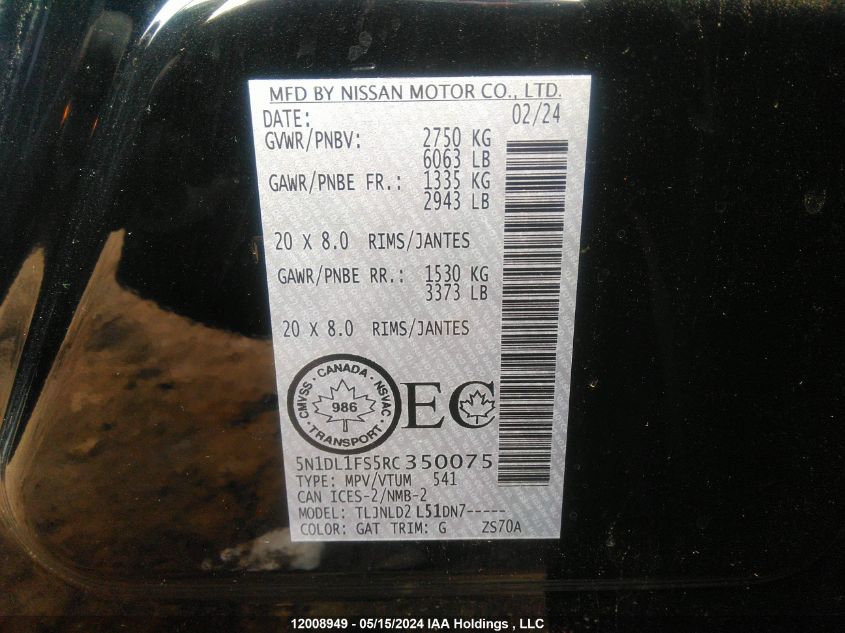 MFD BY NISSAN MOTOR CO., LTD.
DATE: 02/24
GVWR/PNBV: 2750 KG
6063 LB
GAWR/PNBE FR.: 1335 KG
2943 LB
20 X 8.0 RIMS/JANTES
GAWR/PNBE RR.: 1530 KG
3373 LB
20 X 8.0 RIMS/JANTES
CMVSS · CANADA · NSVAC
986
· TRANSPORT ·
EC
5N1DL1FS5RC350075
TYPE: MPV/VTUM 541
CAN ICES-2/NMB-2
MODEL: TLJNLD2 L51DN7-----
COLOR: GAT TRIM: G ZS70A
12008949 - 05/15/2024 IAA Holdings , LLC